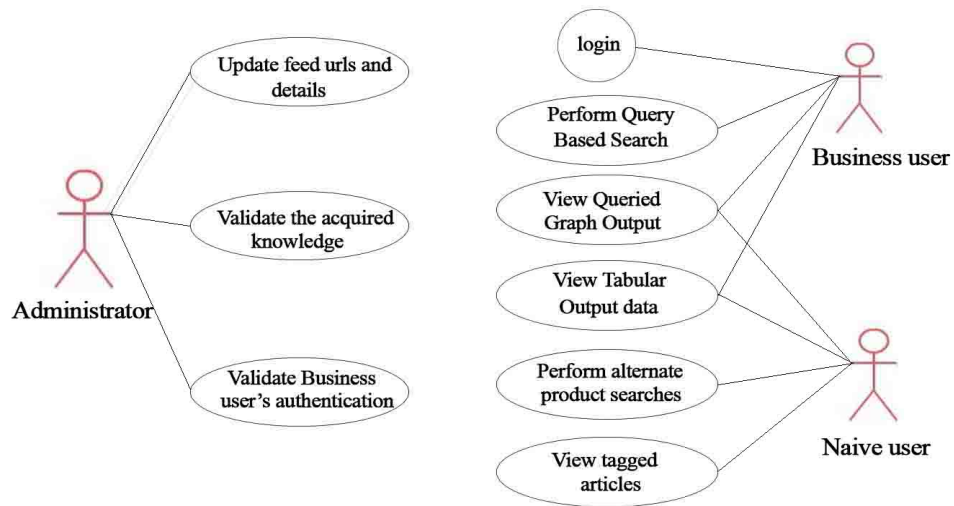 Update feed urls and
details
Validate the acquired
knowledge
Administrator
Validate Business
user's authentication
login
Perform Query
Based Search
Business user
View Queried
Graph Output
View Tabular
Output data
Perform alternate
product searches
Naive user
View tagged
articles